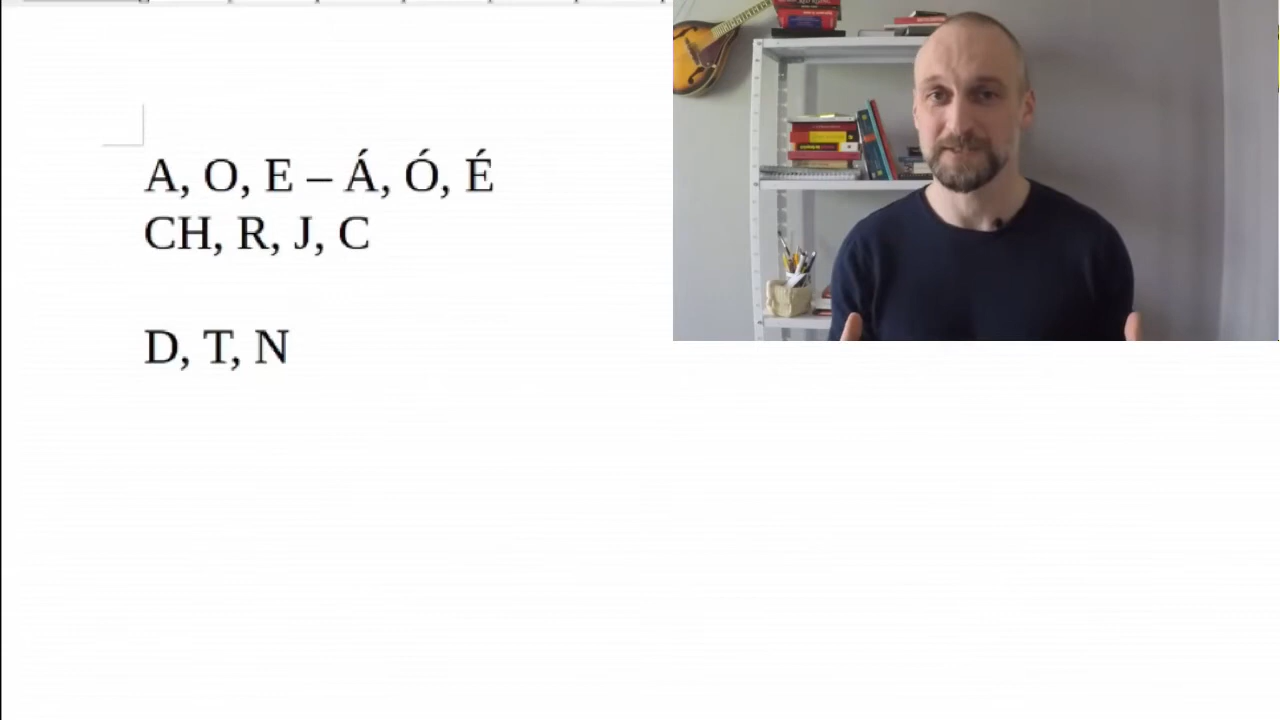 A, O, E – Á, Ó, É
CH, R, J, C
D, T, N